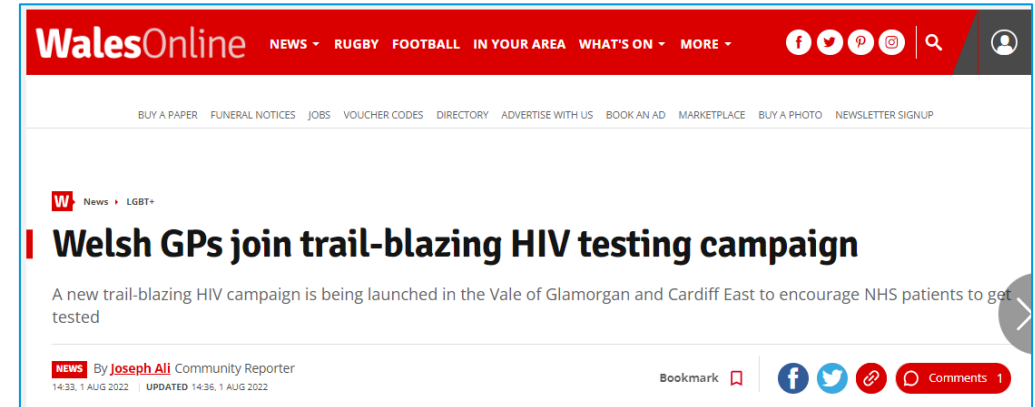 WalesOnline NEWS RUGBY FOOTBALL IN YOUR AREA WHAT'S ON MORE
BUY A PAPER FUNERAL NOTICES JOBS VOUCHER CODES DIRECTORY ADVERTISE WITH US BOOK AN AD MARKETPLACE BUY A PHOTO NEWSLETTER SIGNUP
W News LGBT+
Welsh GPs join trail-blazing HIV testing campaign
A new trail-blazing HIV campaign is being launched in the Vale of Glamorgan and Cardiff East to encourage NHS patients to get
tested
NEWS By Joseph Ali Community Reporter
14:33, 1 AUG 2022 | UPDATED 14:36, 1 AUG 2022
Bookmark Comments 1